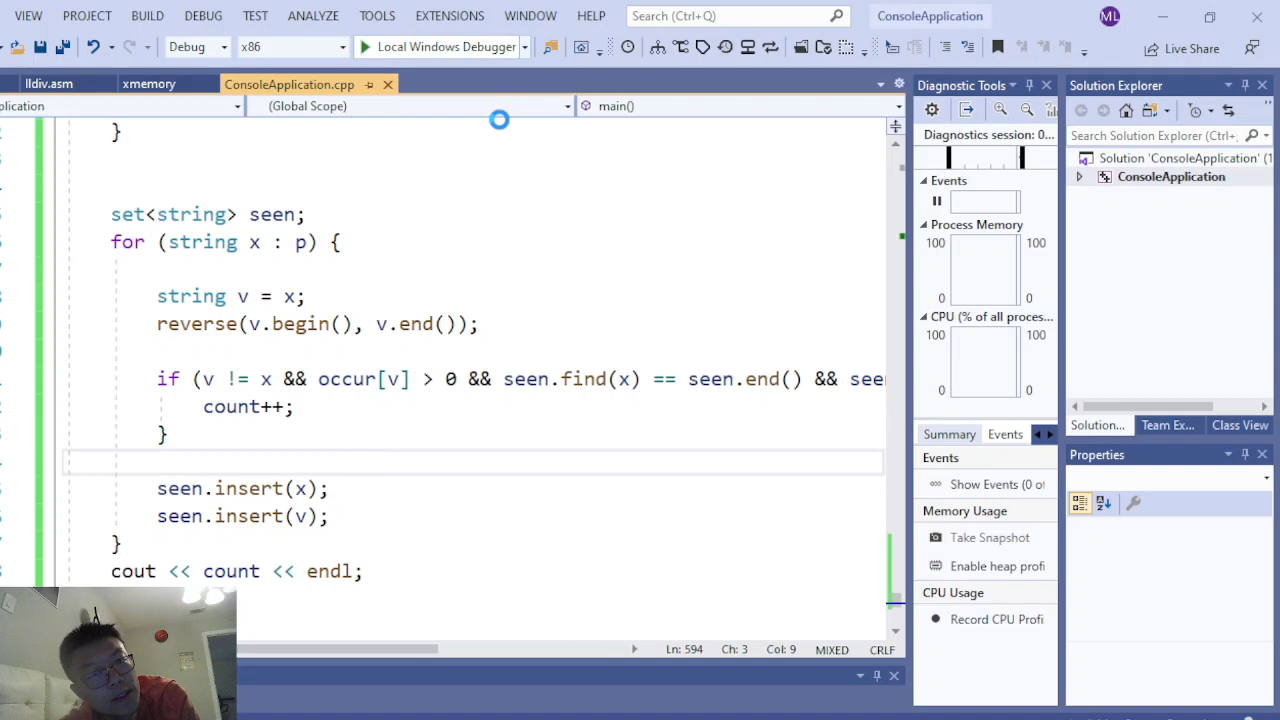 VIEW PROJECT BUILD DEBUG TEST ANALYZE TOOLS EXTENSIONS WINDOW HELP Search (Ctrl+Q) ConsoleApplication ML
Debug x86 Local Windows Debugger Live Share
lldiv.asm xmemory ConsoleApplication.cpp
plication (Global Scope) main()
}
set<string> seen;
for (string x : p) {
string v = x;
reverse(v.begin(), v.end());
if (v != x && occur[v] > 0 && seen.find(x) == seen.end() && see
count++;
}
seen.insert(x);
seen.insert(v);
}
cout << count << endl;
Ln: 594 Ch: 3 Col: 9 MIXED CRLF
Diagnostic Tools
Diagnostics session: 0...
Events
Process Memory
100 100
0 0
CPU (% of all proces...
100 100
0 0
Summary Events
Events
Show Events (0 of
Memory Usage
Take Snapshot
Enable heap profi
CPU Usage
Record CPU Profi
Solution Explorer
Search Solution Explorer (Ctrl+;
Solution 'ConsoleApplication' (1
ConsoleApplication
Solution... Team Ex... Class View
Properties